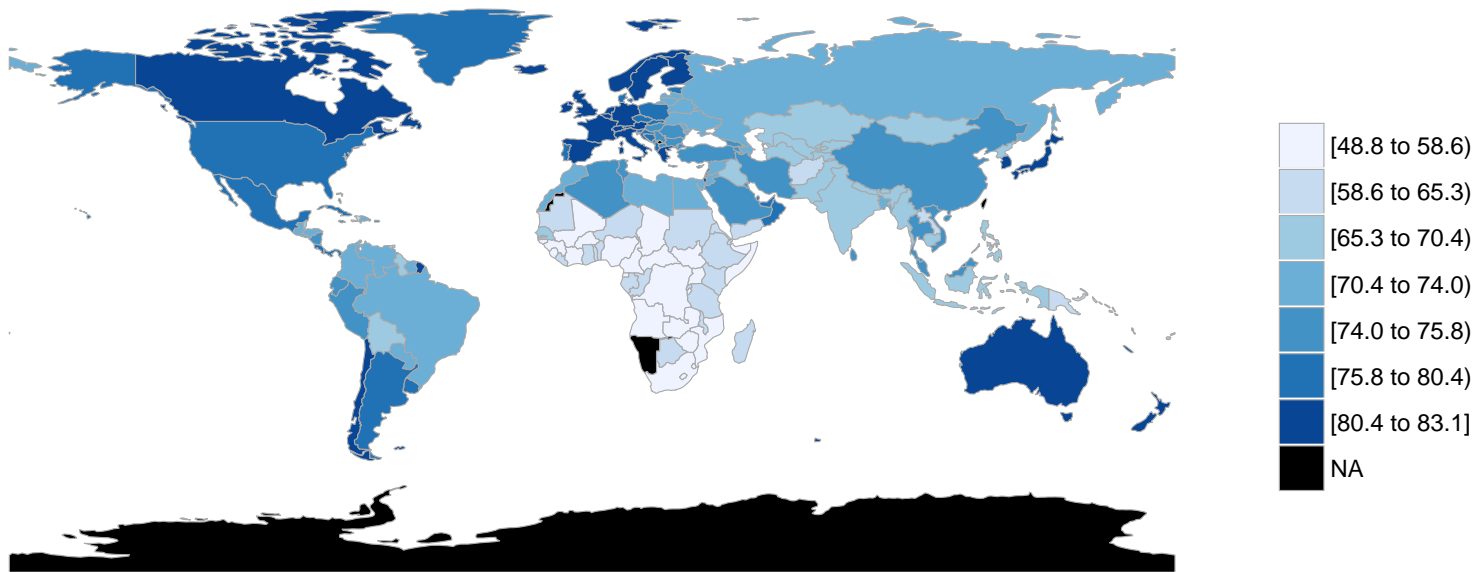 [48.8 to 58.6)
[58.6 to 65.3)
[65.3 to 70.4)
[70.4 to 74.0)
[74.0 to 75.8)
[75.8 to 80.4)
[80.4 to 83.1]
NA